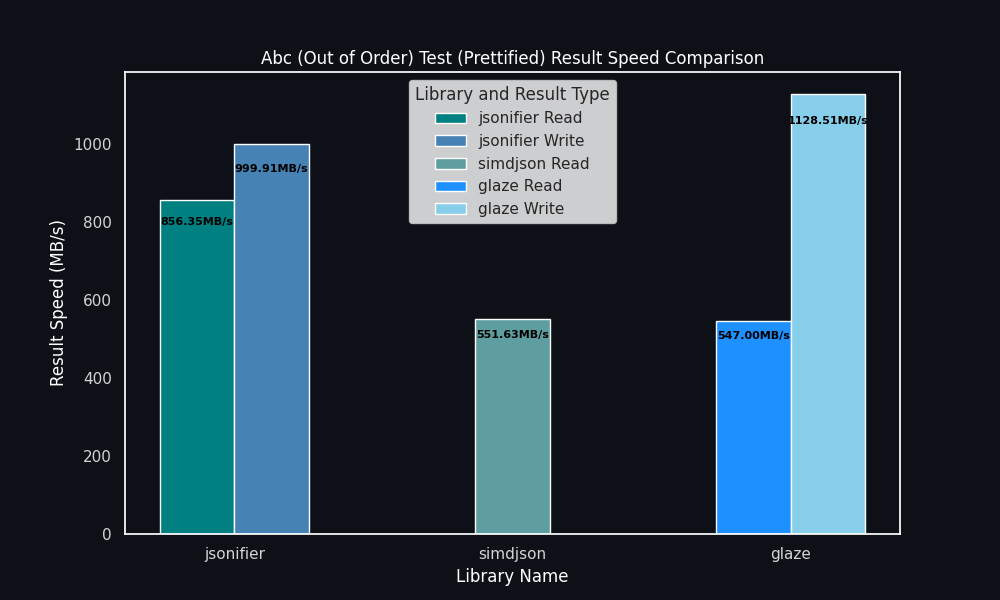 Abc (Out of Order) Test (Prettified) Result Speed Comparison
Library and Result Type
jsonifier Read
jsonifier Write
simdjson Read
glaze Read
glaze Write
Result Speed (MB/s)
1000
800
600
400
200
0
856.35MB/s
999.91MB/s
551.63MB/s
547.00MB/s
1128.51MB/s
jsonifier
simdjson
glaze
Library Name